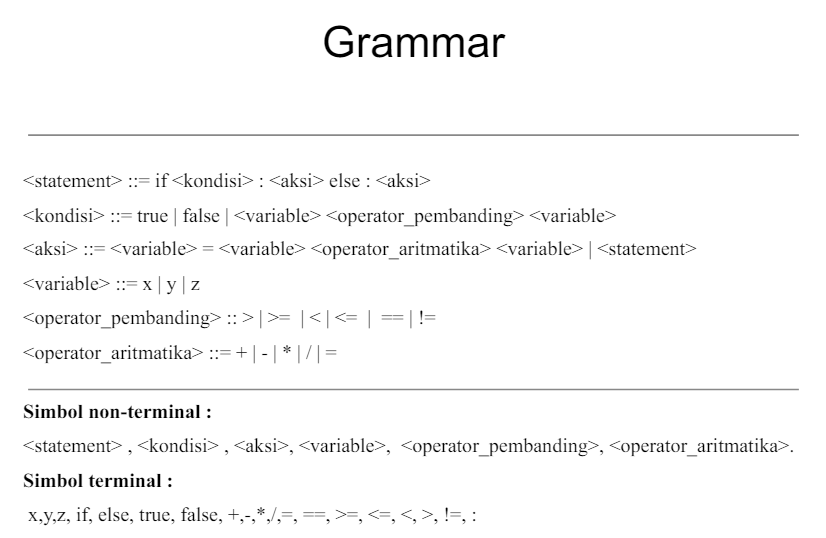 Grammar
<statement> ::= if <kondisi> : <aksi> else : <aksi>
<kondisi> ::= true | false | <variable> <operator_pembanding> <variable>
<aksi> ::= <variable> = <variable> <operator_aritmatika> <variable> | <statement>
<variable> ::= x | y | z
<operator_pembanding> :: > | >= | < | <= | == | !=
<operator_aritmatika> ::= + | - | * | / | =
Simbol non-terminal :
<statement> , <kondisi> , <aksi>, <variable>, <operator_pembanding>, <operator_aritmatika>.
Simbol terminal :
x,y,z, if, else, true, false, +,-,*,/,=, ==, >=, <=, <, >, !=, :